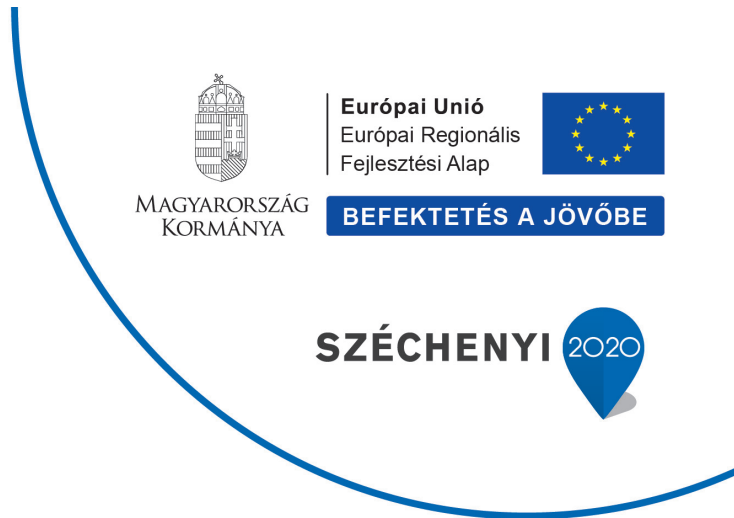 Európai Unió
Európai Regionális
Fejlesztési Alap
MAGYARORSZÁG
KORMÁNYA
BEFEKTETÉS A JÖVŐBE
SZÉCHENYI 2020